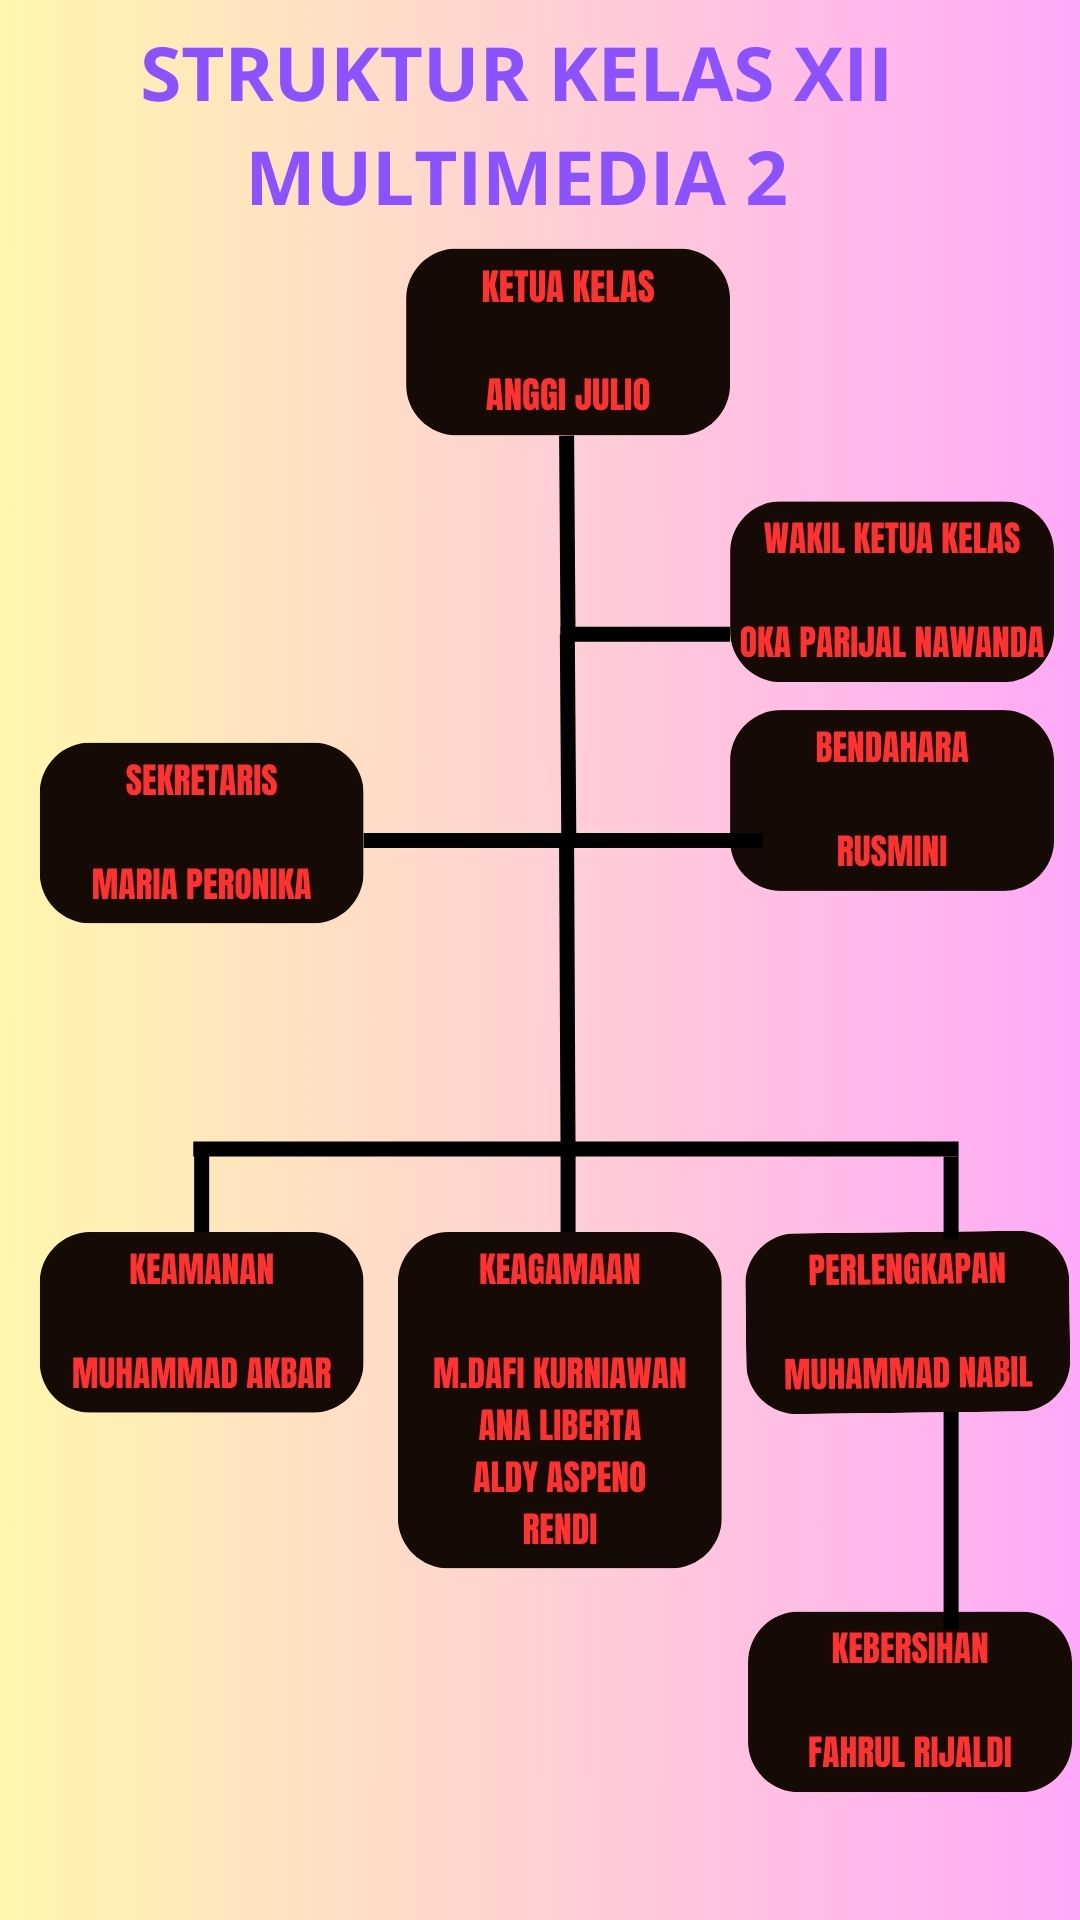 STRUKTUR KELAS XII
MULTIMEDIA 2
KETUA KELAS
ANGGI JULIO
WAKIL KETUA KELAS
OKA PARIJAL NAWANDA
SEKRETARIS
MARIA PERONIKA
BENDAHARA
RUSMINI
KEAMANAN
MUHAMMAD AKBAR
KEAGAMAAN
M.DAFI KURNIAWAN
ANA LIBERTA
ALDY ASPENO
RENDI
PERLENGKAPAN
MUHAMMAD NABIL
KEBERSIHAN
FAHRUL RIJALDI